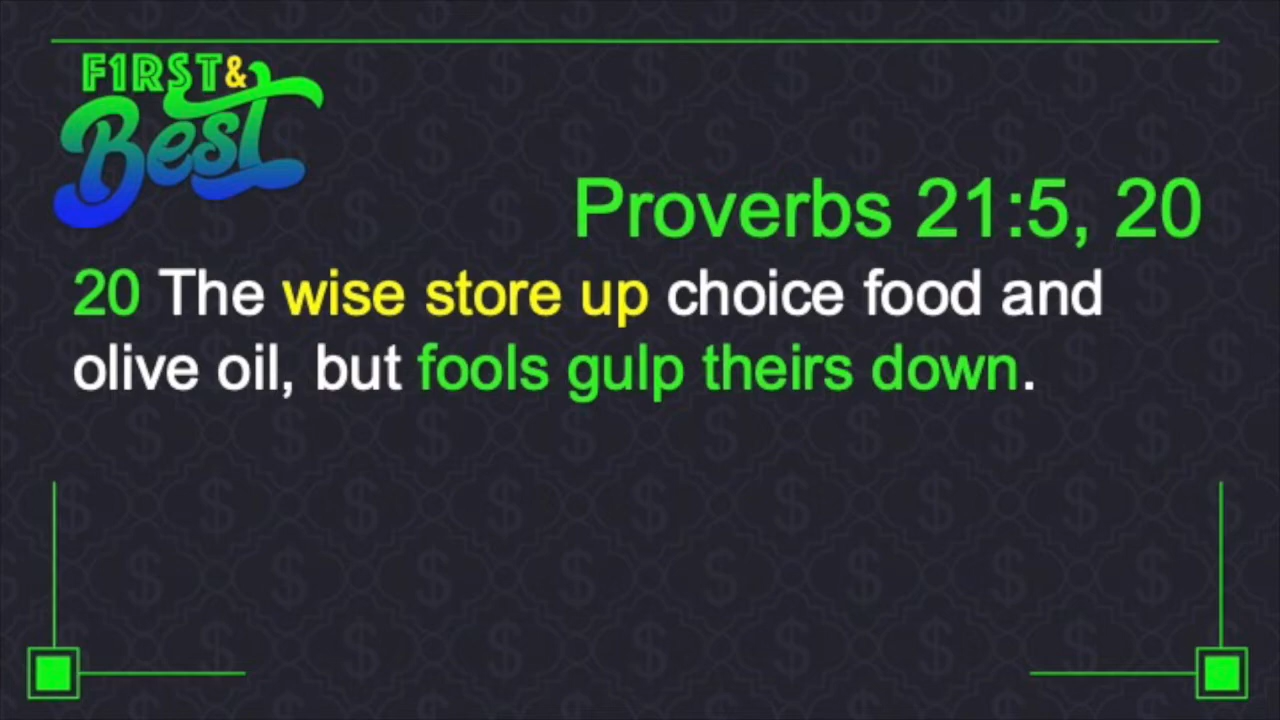 F1RST&
Best
Proverbs 21:5, 20
20 The wise store up choice food and
olive oil, but fools gulp theirs down.